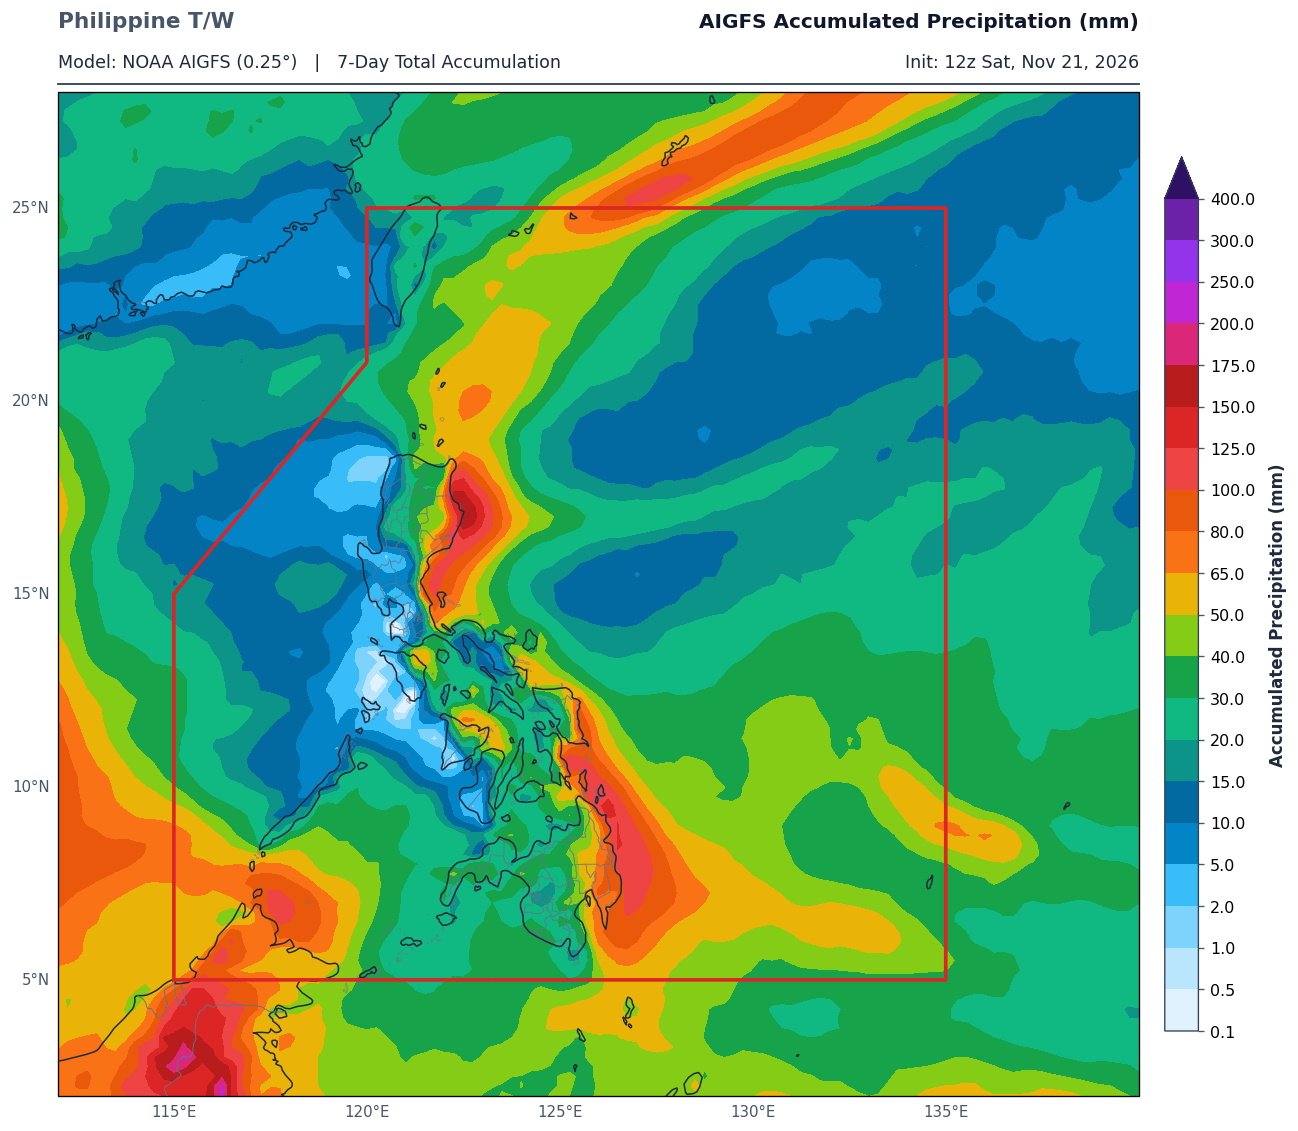 Philippine T/W
AIGFS Accumulated Precipitation (mm)
Model: NOAA AIGFS (0.25°) | 7-Day Total Accumulation
Init: 12z Sat, Nov 21, 2026
25°N
20°N
15°N
10°N
5°N
115°E
120°E
125°E
130°E
135°E
400.0
300.0
250.0
200.0
175.0
150.0
125.0
100.0
80.0
65.0
50.0
40.0
30.0
20.0
15.0
10.0
5.0
2.0
1.0
0.5
0.1
Accumulated Precipitation (mm)